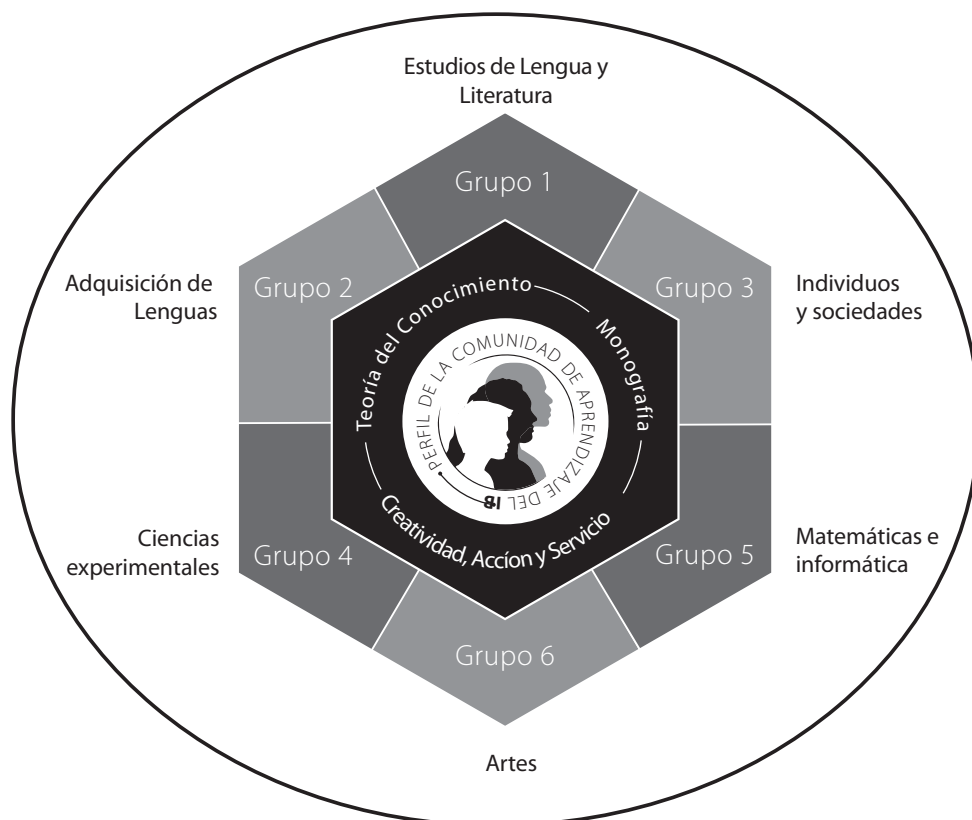 Estudios de Lengua y
Literatura
Grupo 1
Adquisición de
Lenguas
Grupo 2
Grupo 3
Individuos
y sociedades
Teoría del Conocimiento
Monografía
PERFIL DE LA COMUNIDAD DE APRENDIZAJE DEL IB
Creatividad, Accíon y Servicio
Ciencias
experimentales
Grupo 4
Grupo 5
Matemáticas e
informática
Grupo 6
Artes